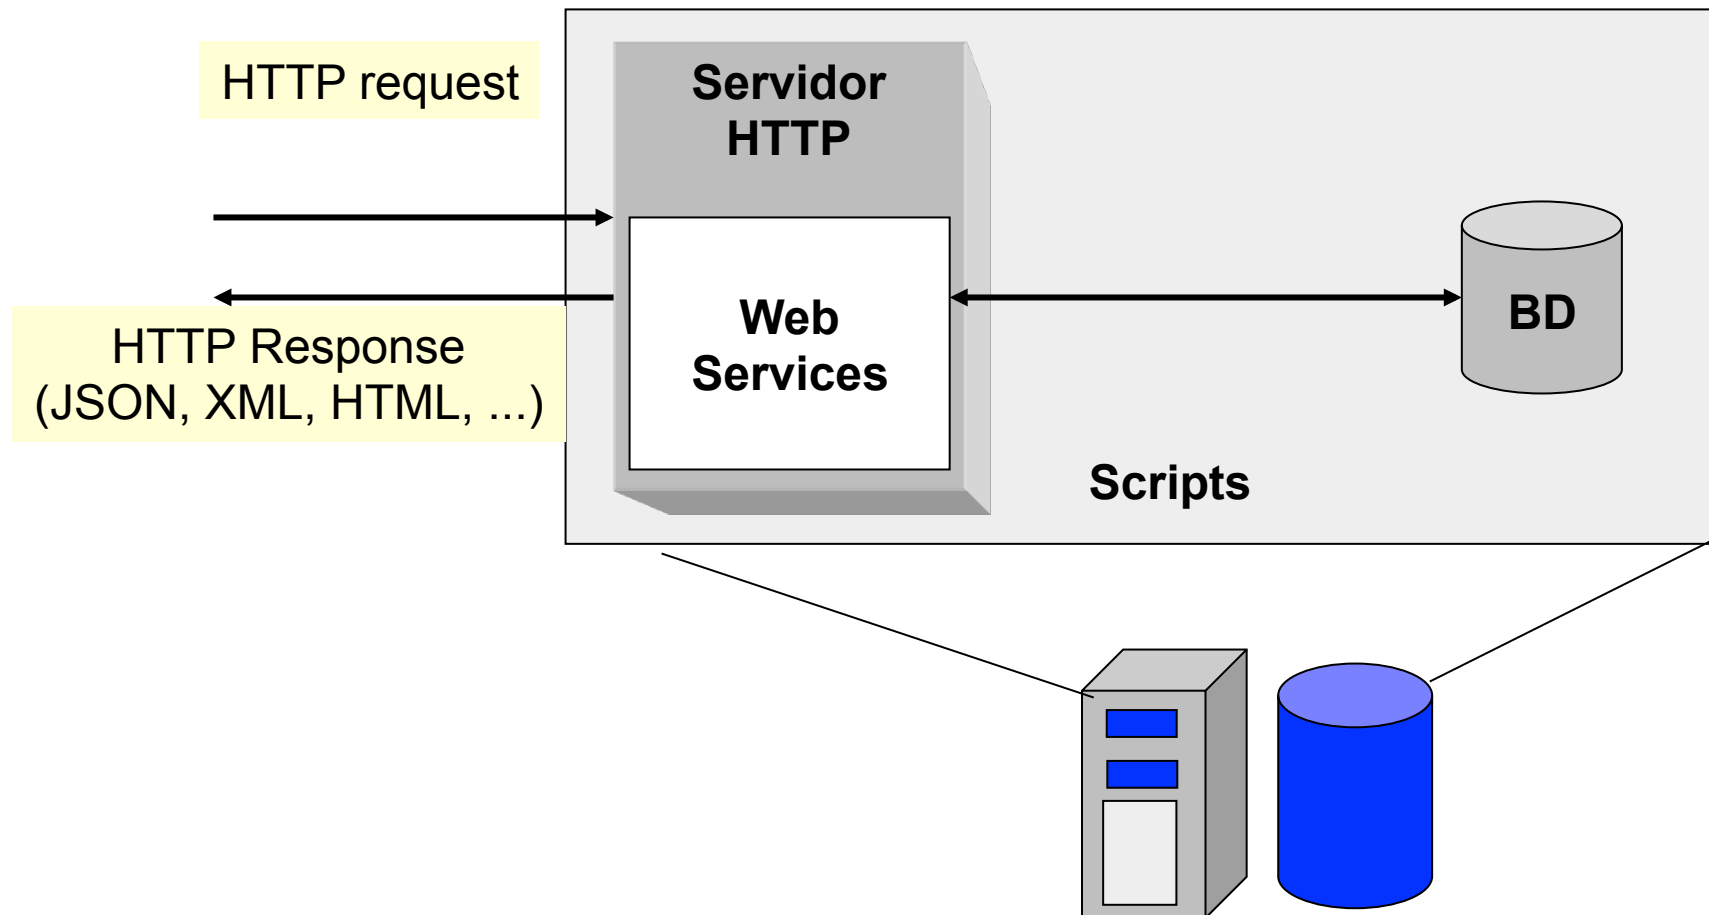 HTTP request
Servidor
HTTP
HTTP Response
(JSON, XML, HTML, ...)
Web
Services
BD
Scripts